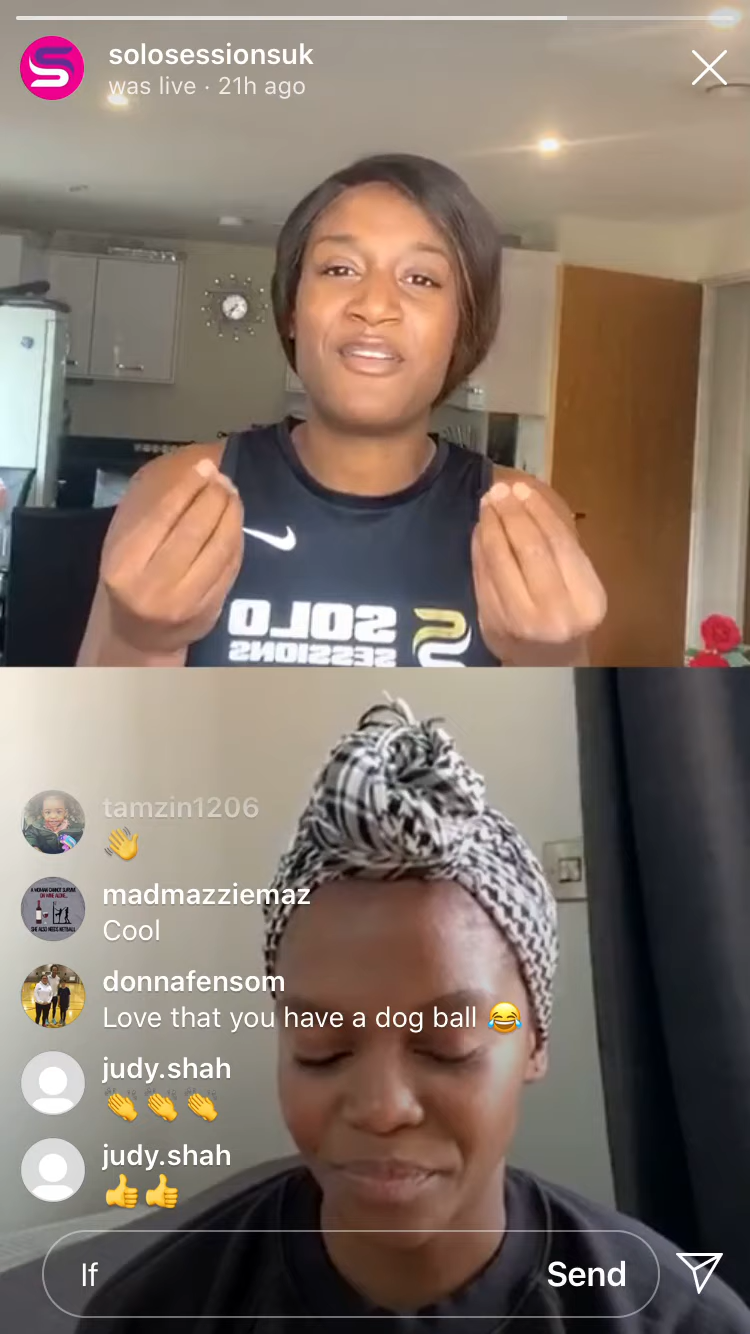 solosessionsuk
was live · 21h ago
SOLO
SESSIONS
tamzin1206
👋
madmazziemaz
Cool
donnafensom
Love that you have a dog ball 😂
judy.shah
👏👏👏
judy.shah
👍👍
If
Send